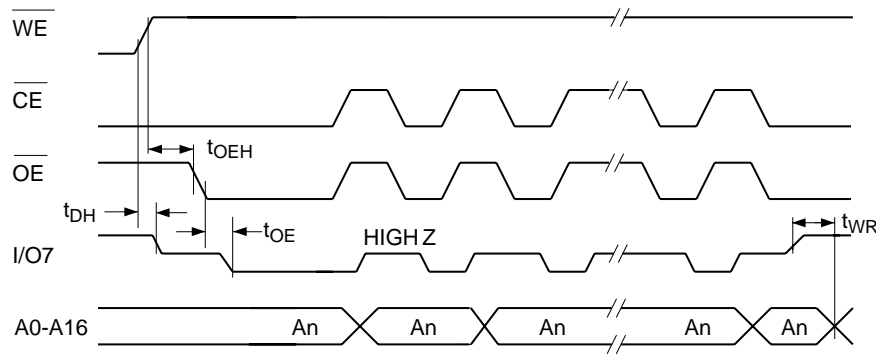 WE
CE
tOEH
OE
tDH
tOE
HIGH Z
tWR
I/O7
A0-A16 An An An An An